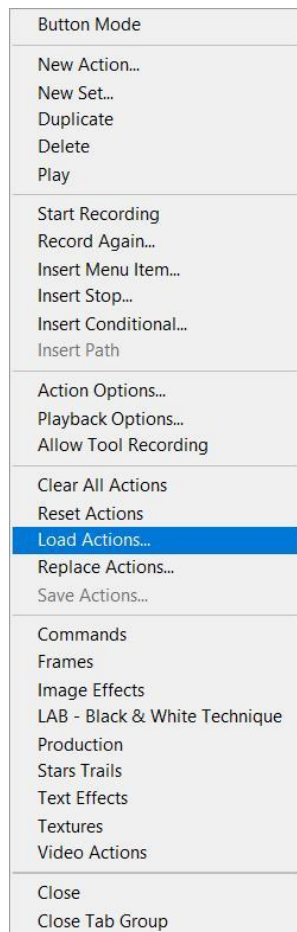 Button Mode
New Action...
New Set...
Duplicate
Delete
Play
Start Recording
Record Again...
Insert Menu Item...
Insert Stop...
Insert Conditional...
Insert Path
Action Options...
Playback Options...
Allow Tool Recording
Clear All Actions
Reset Actions
Load Actions...
Replace Actions...
Save Actions...
Commands
Frames
Image Effects
LAB - Black & White Technique
Production
Stars Trails
Text Effects
Textures
Video Actions
Close
Close Tab Group